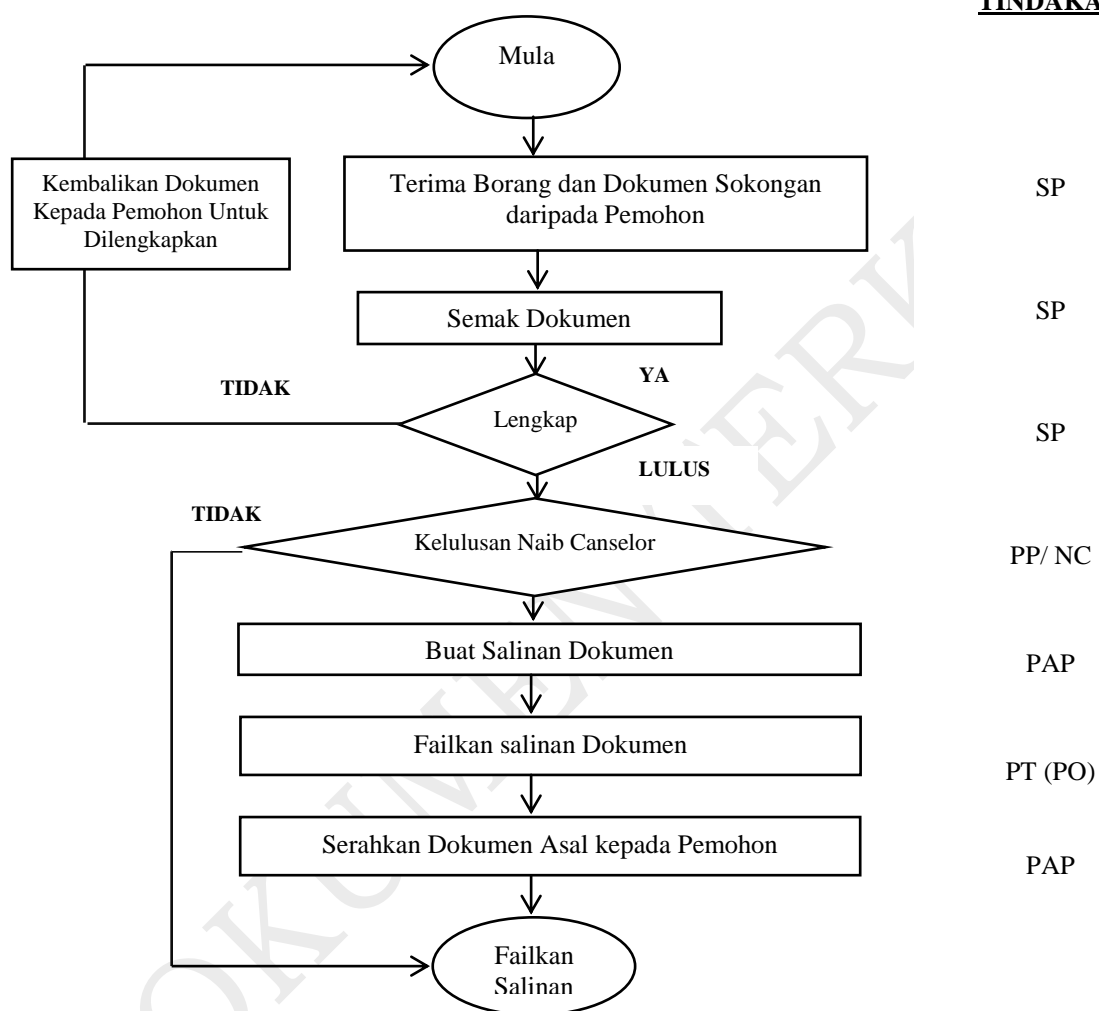 TINDAKA
Mula
Kembalikan Dokumen
Kepada Pemohon Untuk
Dilengkapkan
Terima Borang dan Dokumen Sokongan
daripada Pemohon
SP
Semak Dokumen
SP
TIDAK
YA
Lengkap
SP
LULUS
TIDAK
Kelulusan Naib Canselor
PP/ NC
Buat Salinan Dokumen
PAP
Failkan salinan Dokumen
PT (PO)
Serahkan Dokumen Asal kepada Pemohon
PAP
Failkan
Salinan
OKUMEN TERK